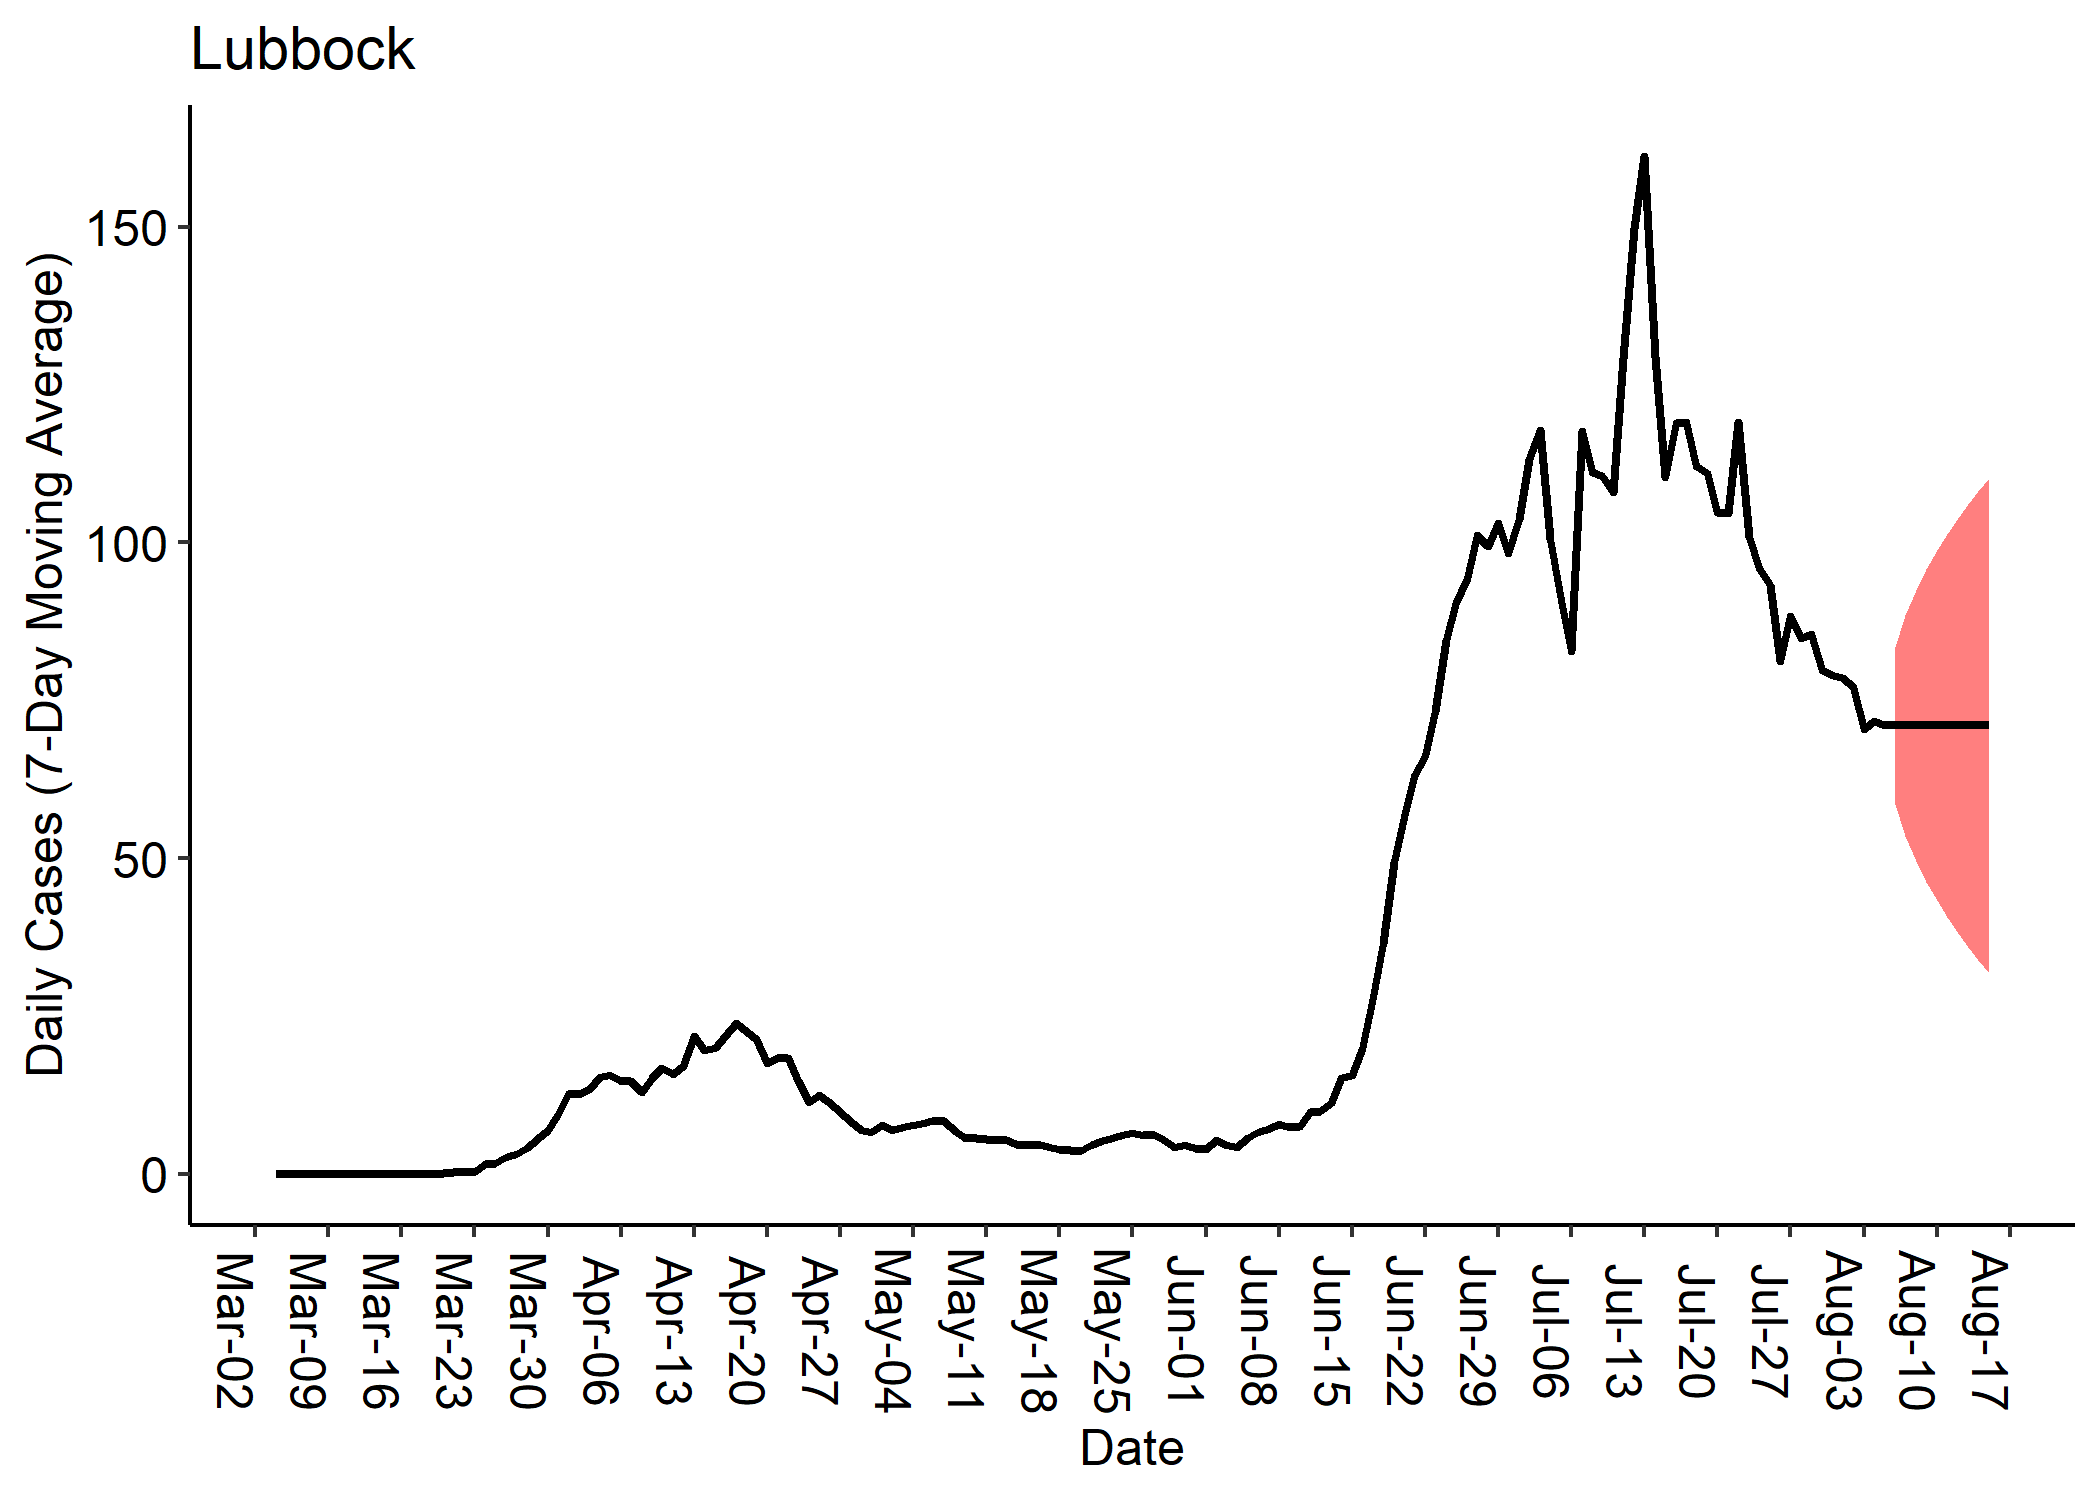 Lubbock
Daily Cases (7-Day Moving Average)
150
100
50
0
Mar-02
Mar-09
Mar-16
Mar-23
Mar-30
Apr-06
Apr-13
Apr-20
Apr-27
May-04
May-11
May-18
May-25
Jun-01
Jun-08
Jun-15
Jun-22
Jun-29
Jul-06
Jul-13
Jul-20
Jul-27
Aug-03
Aug-10
Aug-17
Date